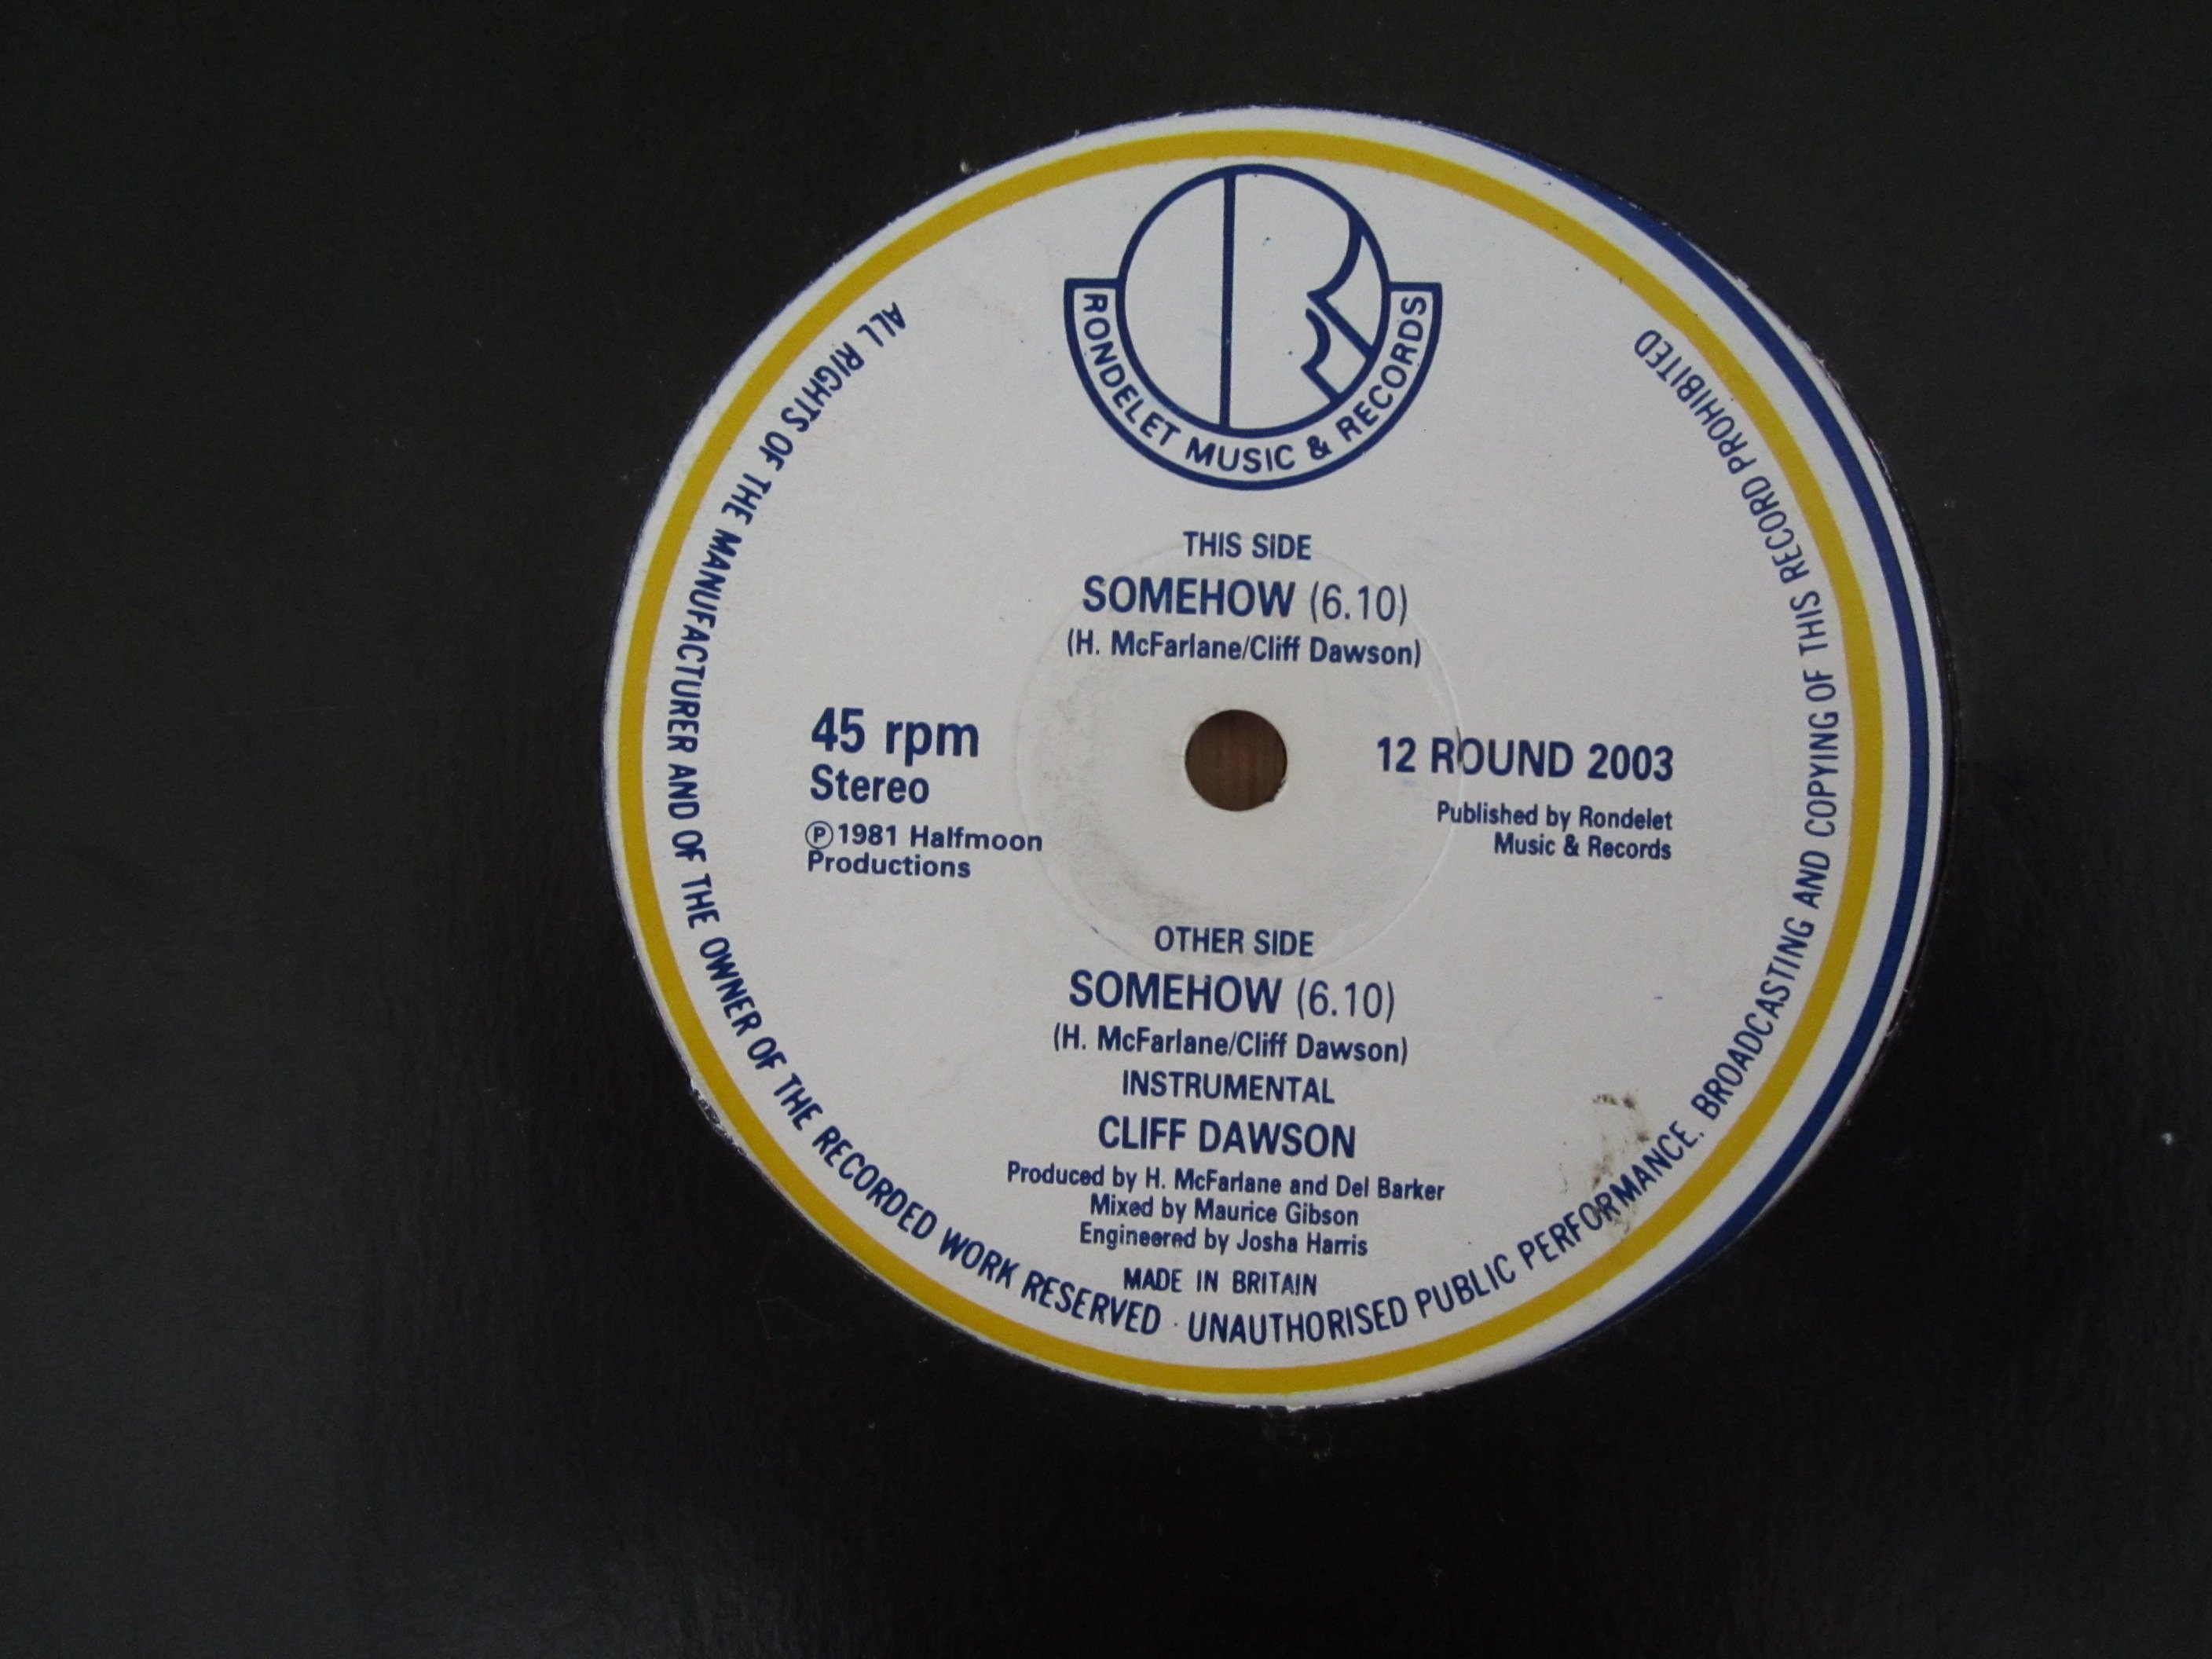 RONDELET MUSIC & RECORDS
THIS SIDE
SOMEHOW (6.10)
(H. McFarlane/Cliff Dawson)
45 rpm
Stereo
Ⓟ1981 Halfmoon
Productions
12 ROUND 2003
Published by Rondelet
Music & Records
OTHER SIDE
SOMEHOW (6.10)
(H. McFarlane/Cliff Dawson)
INSTRUMENTAL
CLIFF DAWSON
Produced by H. McFarlane and Del Barker
Mixed by Maurice Gibson
Engineered by Josha Harris
MADE IN BRITAIN
ALL RIGHTS OF THE MANUFACTURER AND OF THE OWNER OF THE RECORDED WORK RESERVED · UNAUTHORISED PUBLIC PERFORMANCE, BROADCASTING AND COPYING OF THIS RECORD PROHIBITED